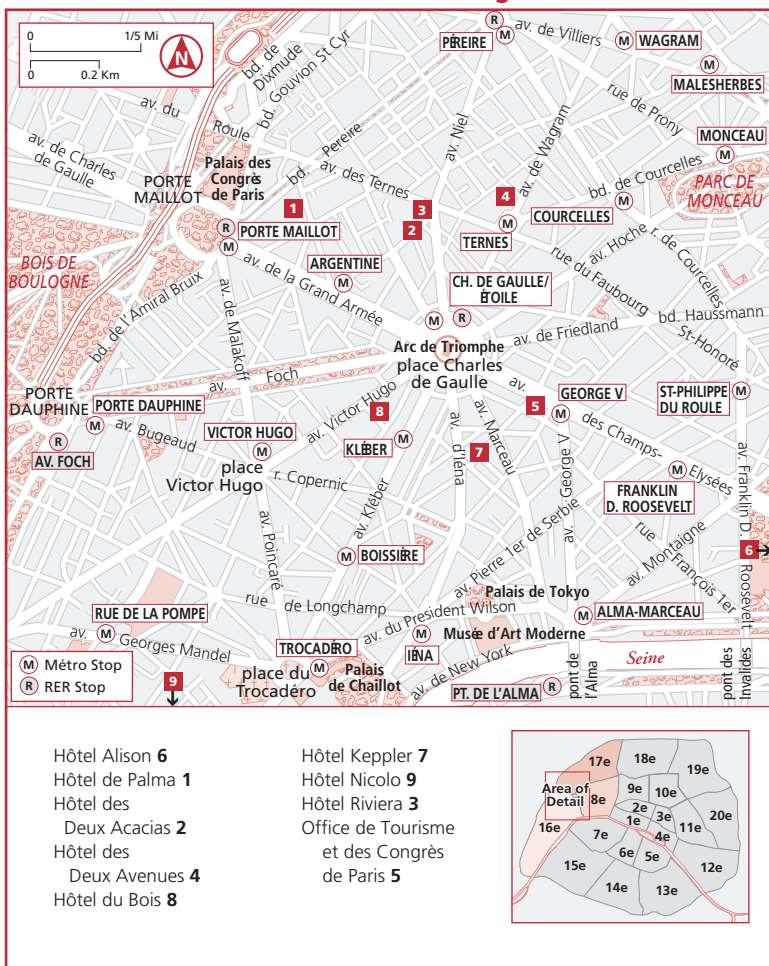 0 1/5 Mi
0 0.2 Km
N
bd. de
Dixmude
bd. Gouvion St Cyr
R
PÉREIRE
M
av. de Villiers
M WAGRAM
M
MALESHERBES
rue de Prony
MONCEAU
M
PARC DE
MONCEAU
av. du
Roule
av. de Charles
de Gaulle
PORTE
MAILLOT
Palais des
Congrès
de Paris
bd. Pereire
av. des Ternes
av. Niel
av. de Wagram
bd. de Courcelles
1
3
2
4
M
TERNES
COURCELLES
M
R
PORTE MAILLOT
M
ARGENTINE
M
BOIS DE
BOULOGNE
bd. de l'Amiral Bruix
av. de Malakoff
av. de la Grand Armée
CH. DE GAULLE/
ÉTOILE
M
R
av. Hoche
r. de Courcelles
rue du Faubourg
St-Honoré
bd. Haussmann
av. de Friedland
Arc de Triomphe
place Charles
de Gaulle
PORTE
DAUPHINE
PORTE DAUPHINE
M
R
AV. FOCH
av. Foch
av. Bugeaud
VICTOR HUGO
M
place
Victor Hugo
av. Victor Hugo
8
KLÉBER
M
r. Copernic
av. Kléber
av. d'Iéna
av. Marceau
7
av. des Champs-
Elysées
5
GEORGE V
M
av. George V
ST-PHILIPPE
DU ROULE
M
M
FRANKLIN
D. ROOSEVELT
av. Franklin D.
Roosevelt
6
rue François 1er
av. Montaigne
av. Poincaré
M BOISSIÈRE
av. Pierre 1er de Serbie
Palais de Tokyo
RUE DE LA POMPE
M
rue de Longchamp
av. du President Wilson
M
ALMA-MARCEAU
av. Georges Mandel
TROCADÉRO
M
M
IÉNA
Musée d'Art Moderne
Seine
M Métro Stop
R RER Stop
9
place du
Trocadéro
Palais
de Chaillot
av. de New York
PT. DE L'ALMA
R
pont de
l'Alma
pont des
Invalides
Hôtel Alison 6
Hôtel de Palma 1
Hôtel des
Deux Acacias 2
Hôtel des
Deux Avenues 4
Hôtel du Bois 8
Hôtel Keppler 7
Hôtel Nicolo 9
Hôtel Riviera 3
Office de Tourisme
et des Congrès
de Paris 5
Area of
Detail
17e
18e
19e
8e
9e
10e
2e
1e
3e
4e
11e
20e
16e
7e
6e
5e
12e
15e
14e
13e